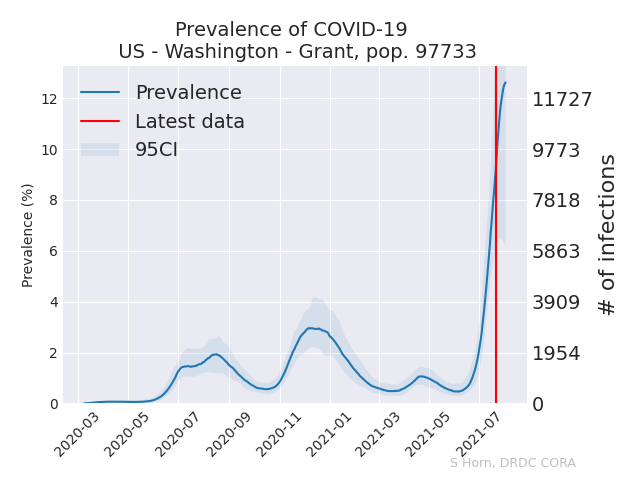 Prevalence of COVID-19
US - Washington - Grant, pop. 97733
Prevalence
Latest data
95CI
Prevalence (%)
12
10
8
6
4
2
0
11727
9773
7818
5863
3909
1954
0
# of infections
2020-03
2020-05
2020-07
2020-09
2020-11
2021-01
2021-03
2021-05
2021-07
S Horn, DRDC CORA